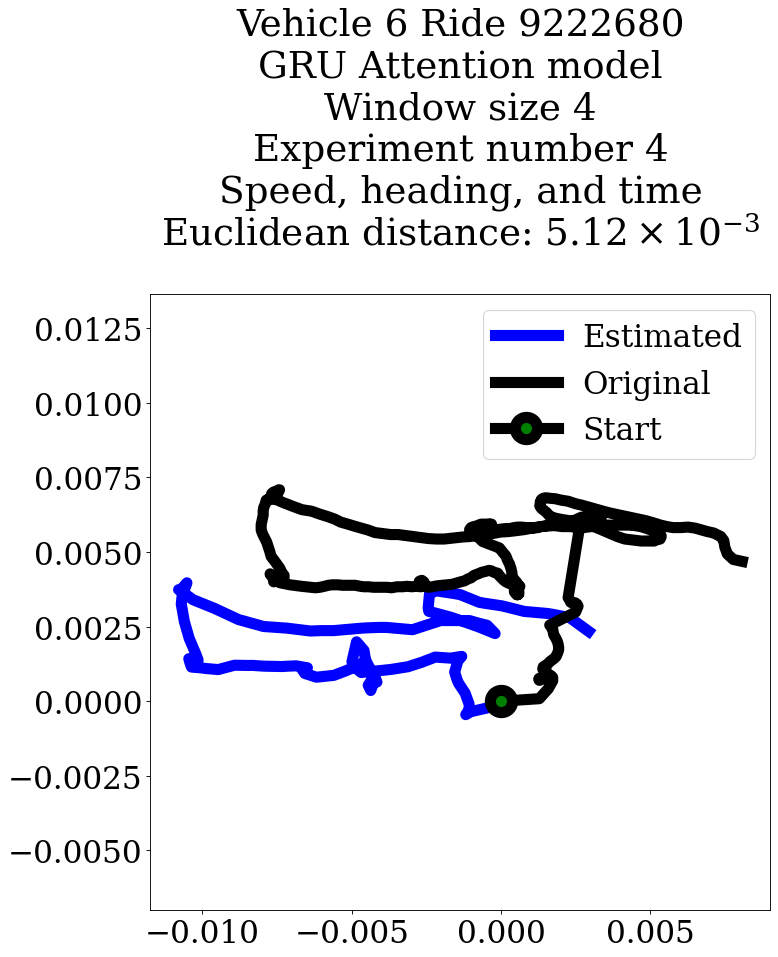 Vehicle 6 Ride 9222680
GRU Attention model
Window size 4
Experiment number 4
Speed, heading, and time
Euclidean distance: 5.12 × 10⁻³
Estimated
Original
Start
0.0125
0.0100
0.0075
0.0050
0.0025
0.0000
−0.0025
−0.0050
−0.010
−0.005
0.000
0.005